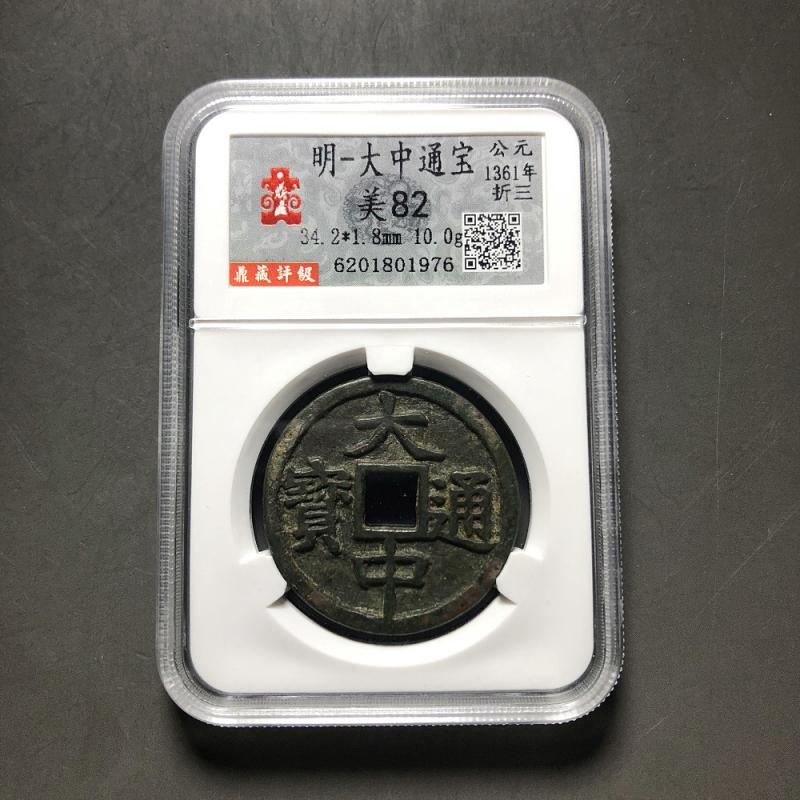 明-大中通宝
公元
1361年
折三
美82
34.2*1.8mm 10.0g
6201801976
鼎藏評級
大中通寳